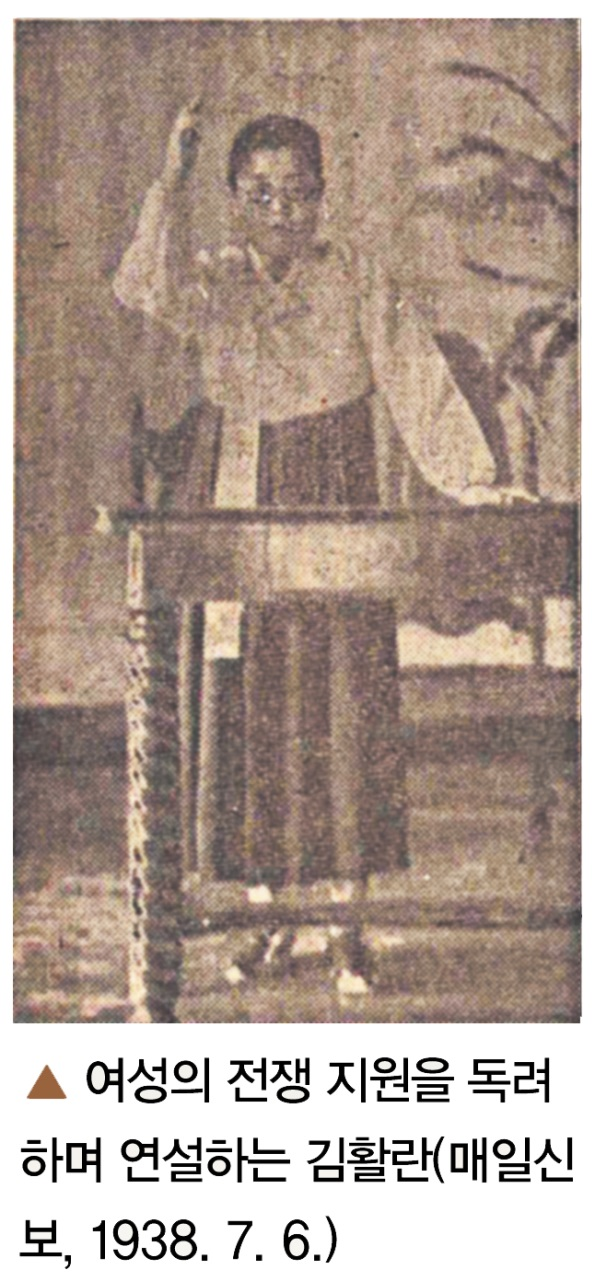 ▲ 여성의 전쟁 지원을 독려
하며 연설하는 김활란(매일신
보, 1938. 7. 6.)